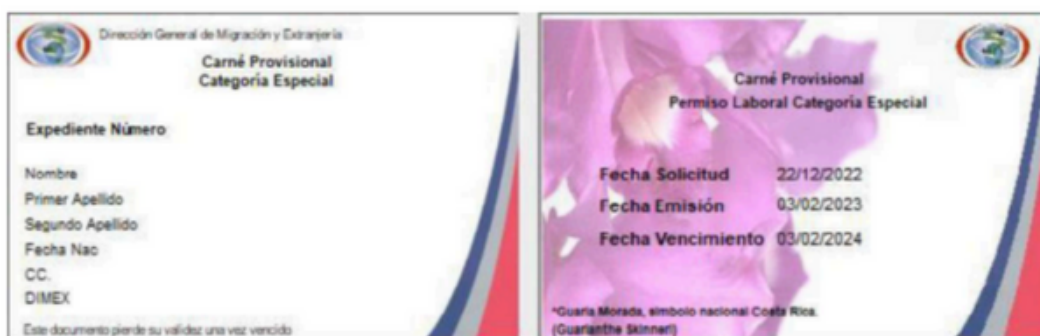 Dirección General de Migración y Extranjería
Carné Provisional
Categoría Especial
Expediente Número
Nombre
Primer Apellido
Segundo Apellido
Fecha Nac
CC.
DIMEX
Este documento pierde su validez una vez vencido
Carné Provisional
Permiso Laboral Categoría Especial
Fecha Solicitud 22/12/2022
Fecha Emisión 03/02/2023
Fecha Vencimiento 03/02/2024
*Guaria Morada, símbolo nacional Costa Rica.
(Guarianthe Skinneri)